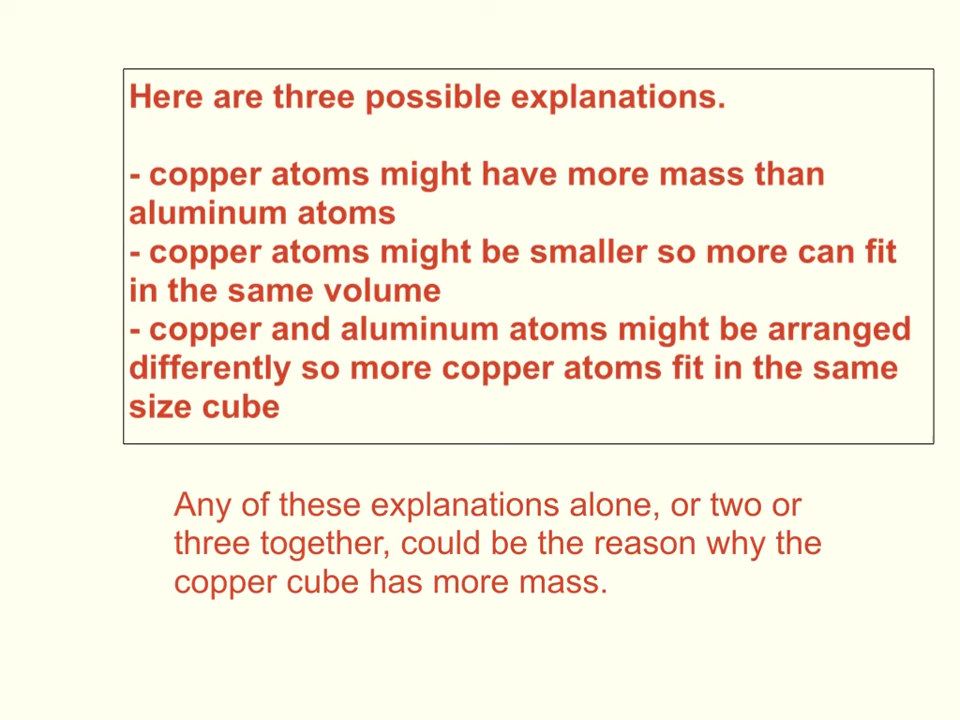 Here are three possible explanations.
- copper atoms might have more mass than
aluminum atoms
- copper atoms might be smaller so more can fit
in the same volume
- copper and aluminum atoms might be arranged
differently so more copper atoms fit in the same
size cube
Any of these explanations alone, or two or
three together, could be the reason why the
copper cube has more mass.